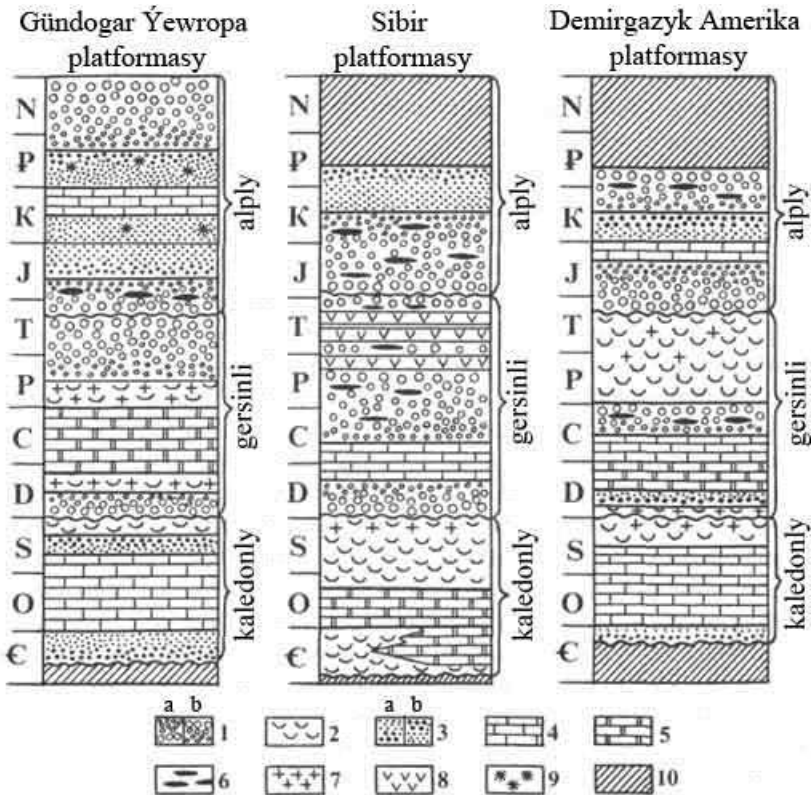 Gündogar Ýewropa
platformasy
N
₽
K
J
T
P
C
D
S
O
Є
alply
gersinli
kaledonly
Sibir
platformasy
N
₽
K
J
T
P
C
D
S
O
Є
alply
gersinli
kaledonly
Demirgazyk Amerika
platformasy
N
₽
K
J
T
P
C
D
S
O
Є
alply
gersinli
kaledonly
a b
1
2
a b
3
4
5
6
7
8
9
10